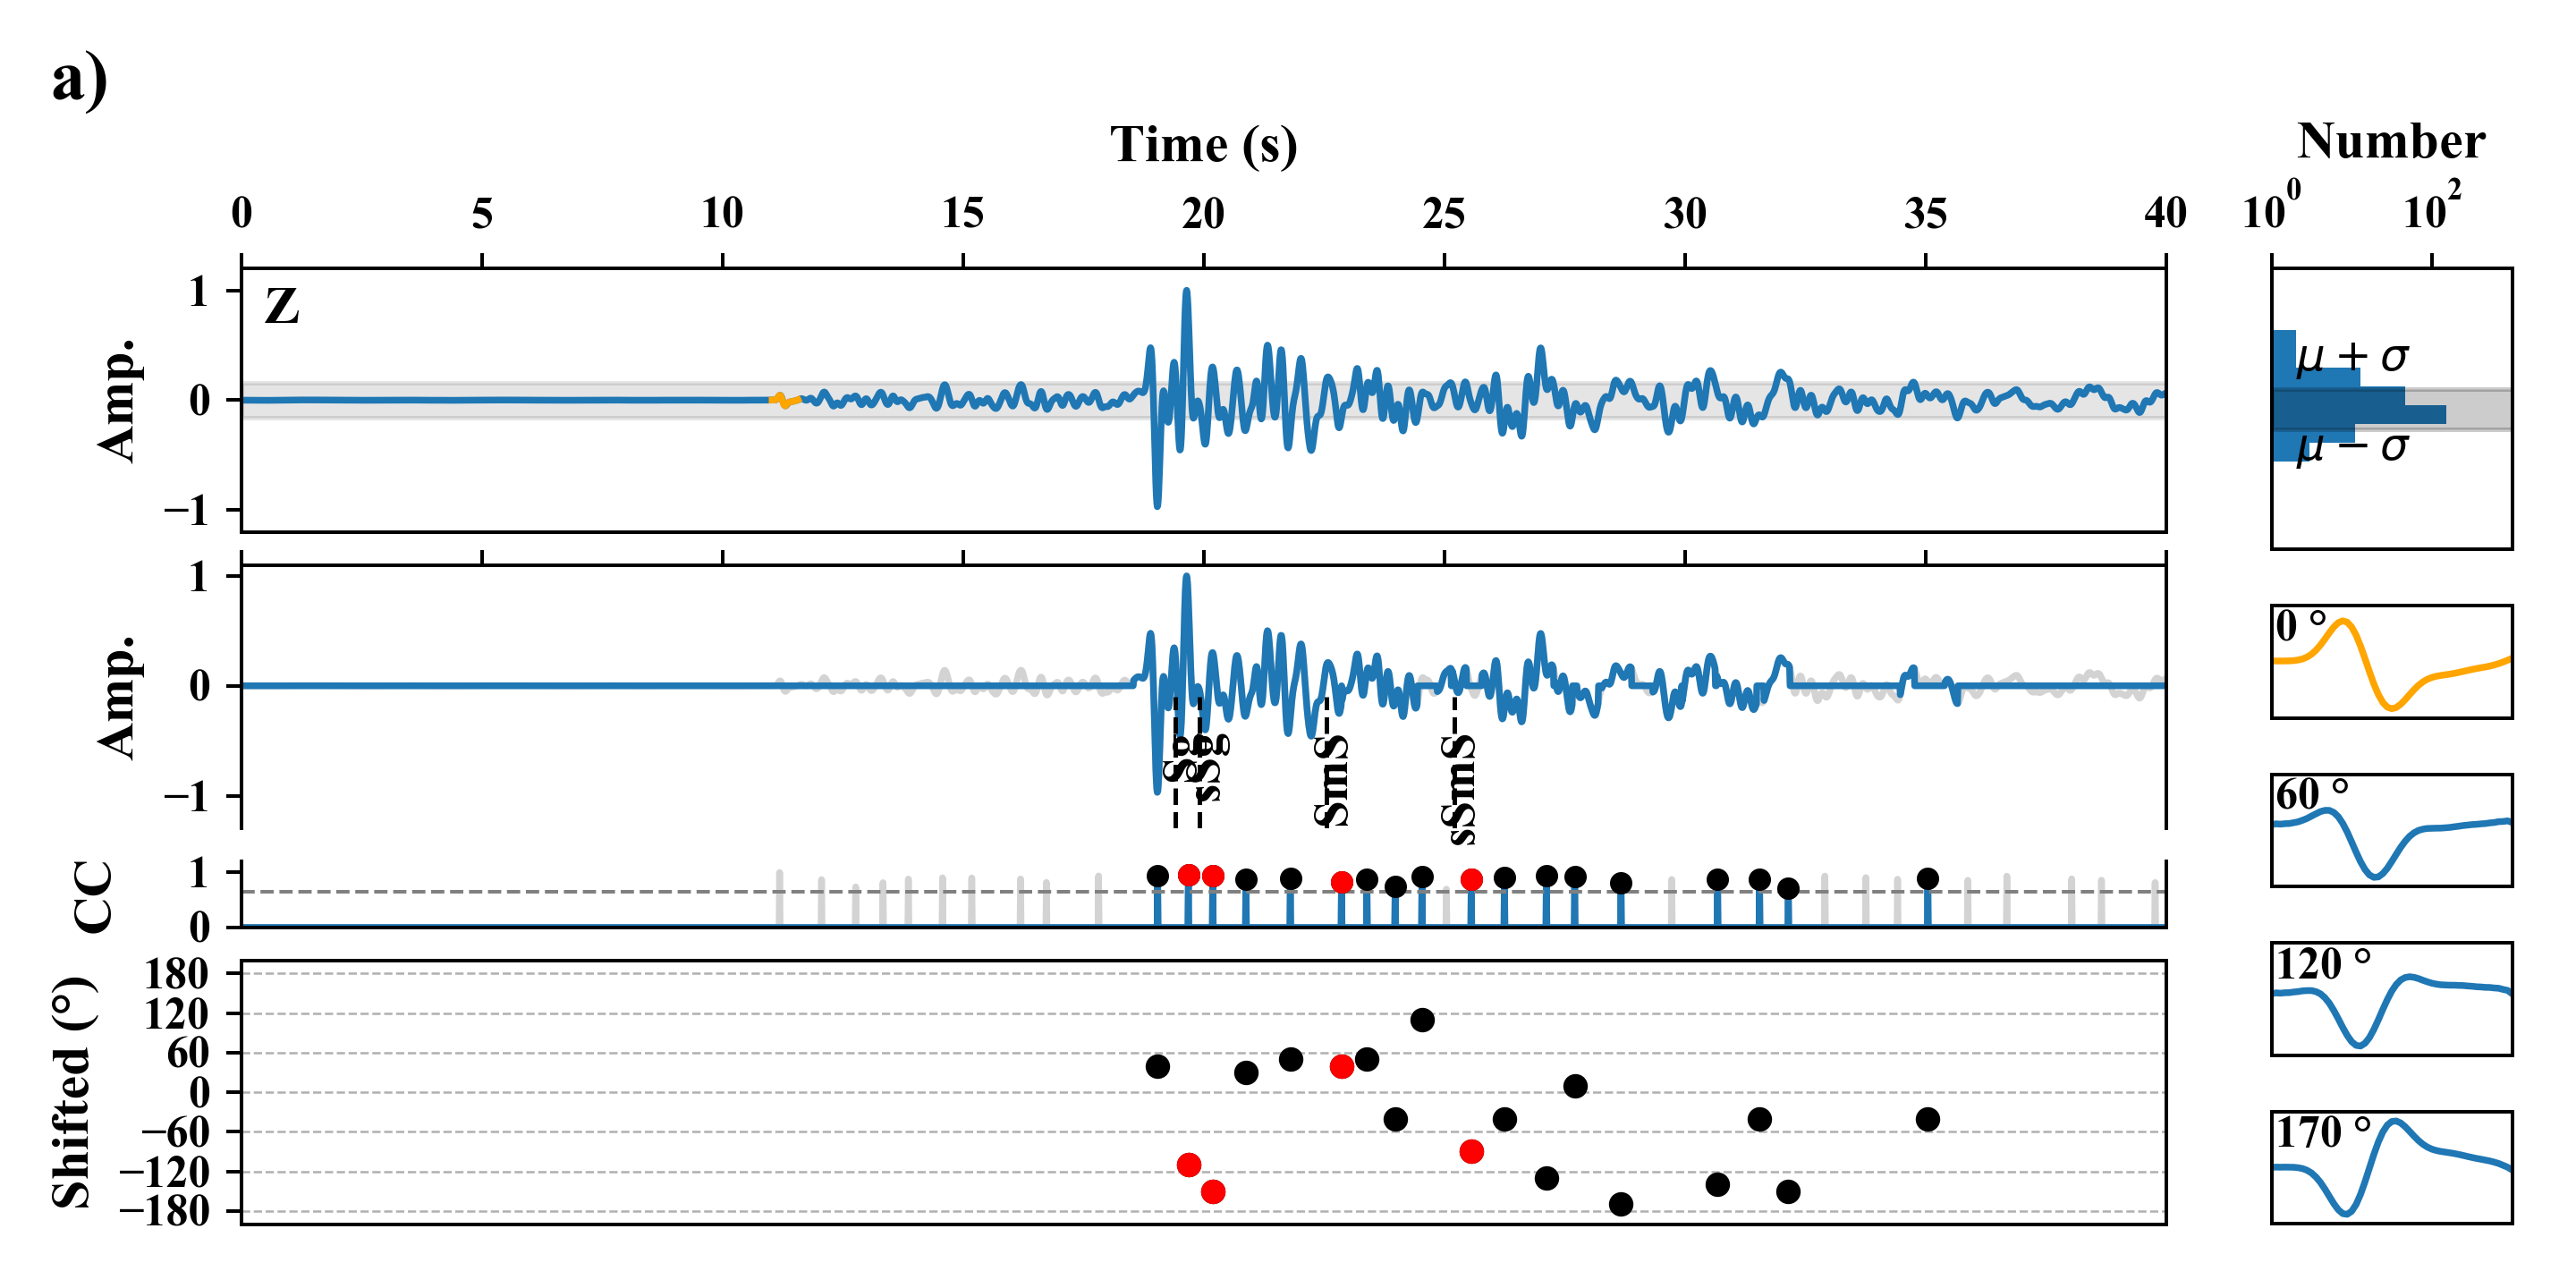 a)
Time (s)
Number
0 5 10 15 20 25 30 35 40
10^0 10^2
Z
Amp.
1
0
−1
μ + σ
μ − σ
Amp.
1
0
−1
Sg
sSg
SmS
sSmS
CC
1
0
Shifted (°)
180
120
60
0
−60
−120
−180
0 °
60 °
120 °
170 °